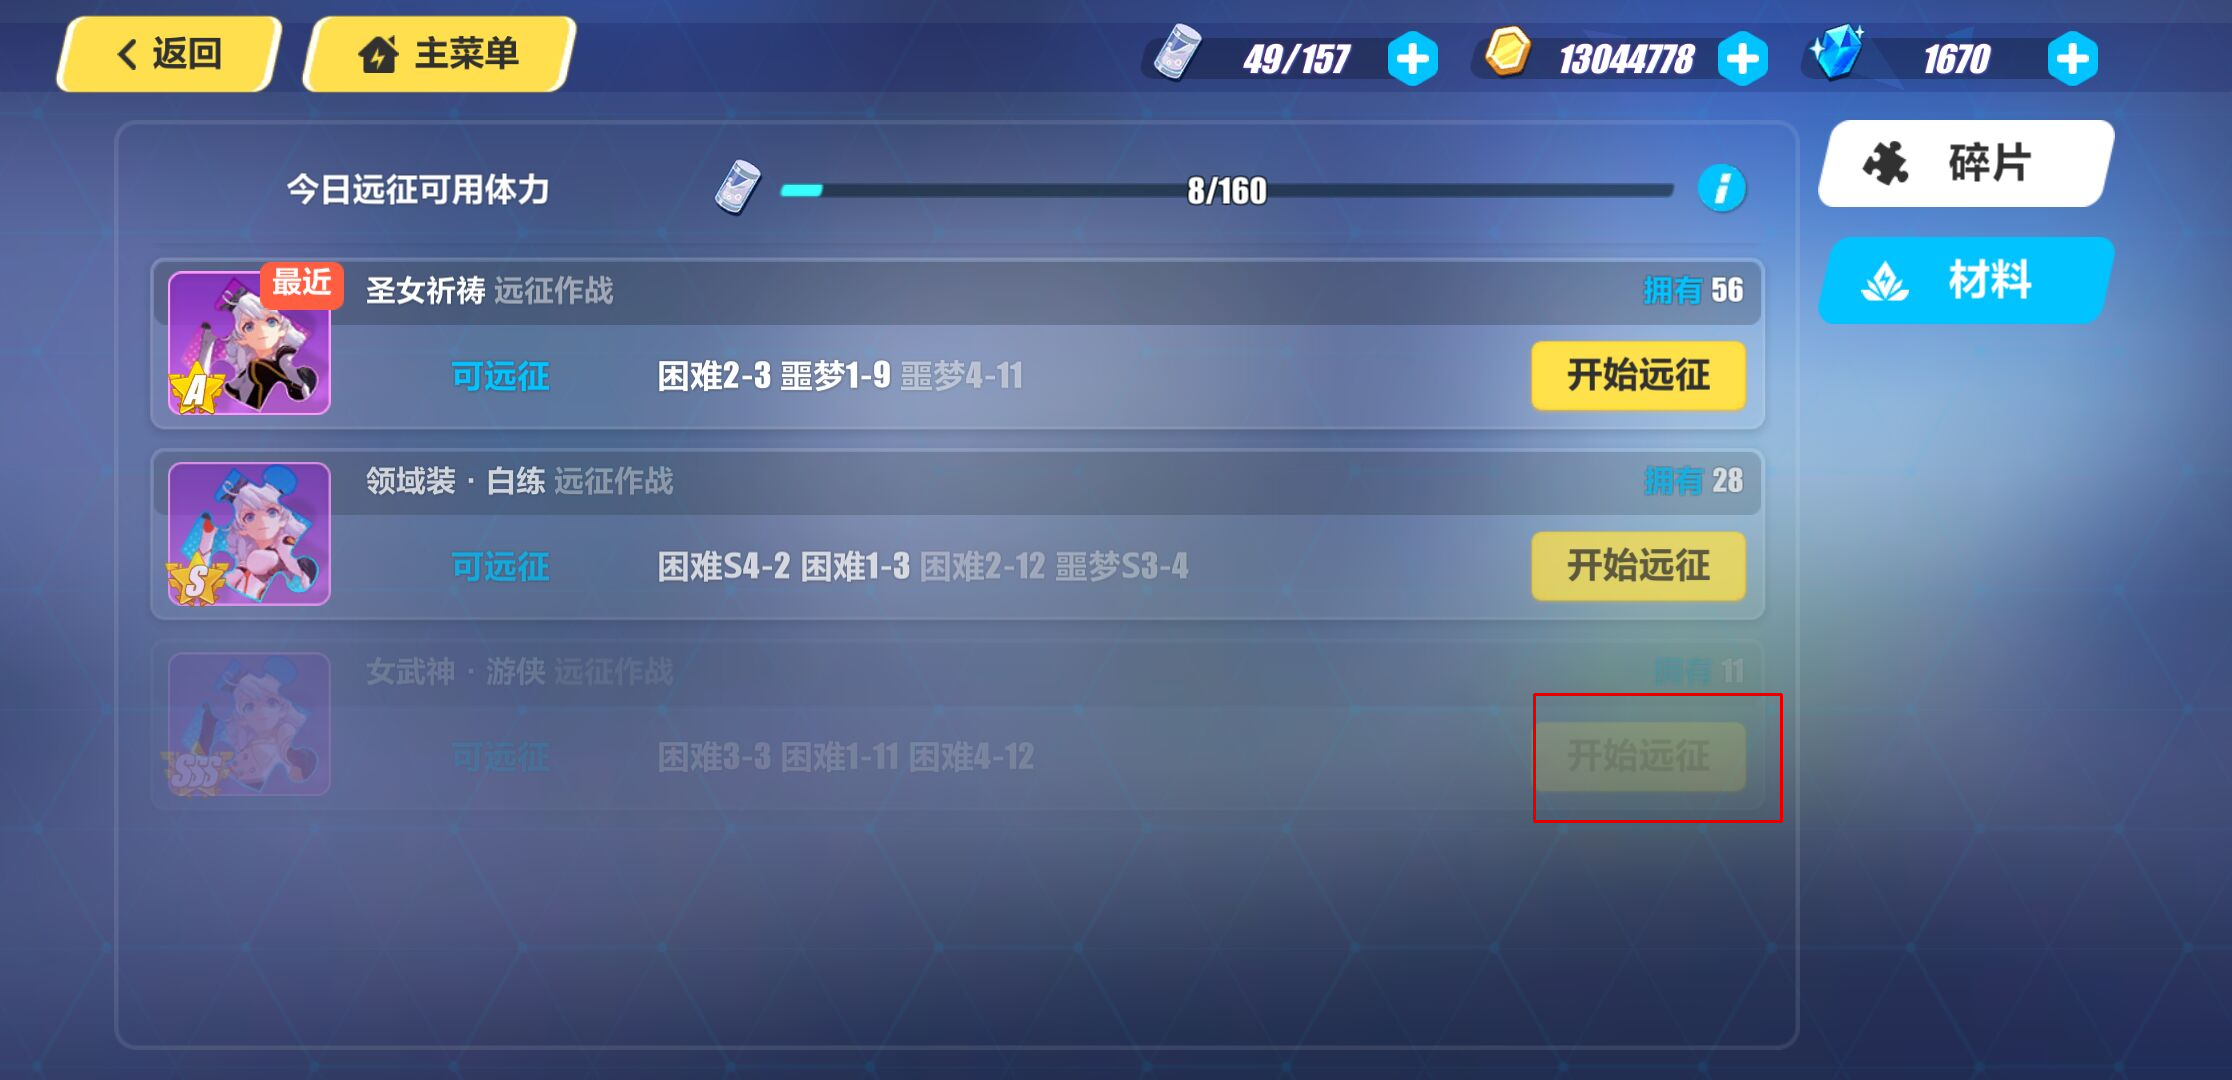 返回
主菜单
49/157
13044778
1670
今日远征可用体力
8/160
碎片
材料
最近
圣女祈祷 远征作战
拥有 56
A
可远征
困难2-3 噩梦1-9 噩梦4-11
开始远征
领域装·白练 远征作战
拥有 28
S
可远征
困难S4-2 困难1-3 困难2-12 噩梦S3-4
开始远征
女武神·游侠 远征作战
拥有 11
SSS
可远征
困难3-3 困难1-11 困难4-12
开始远征